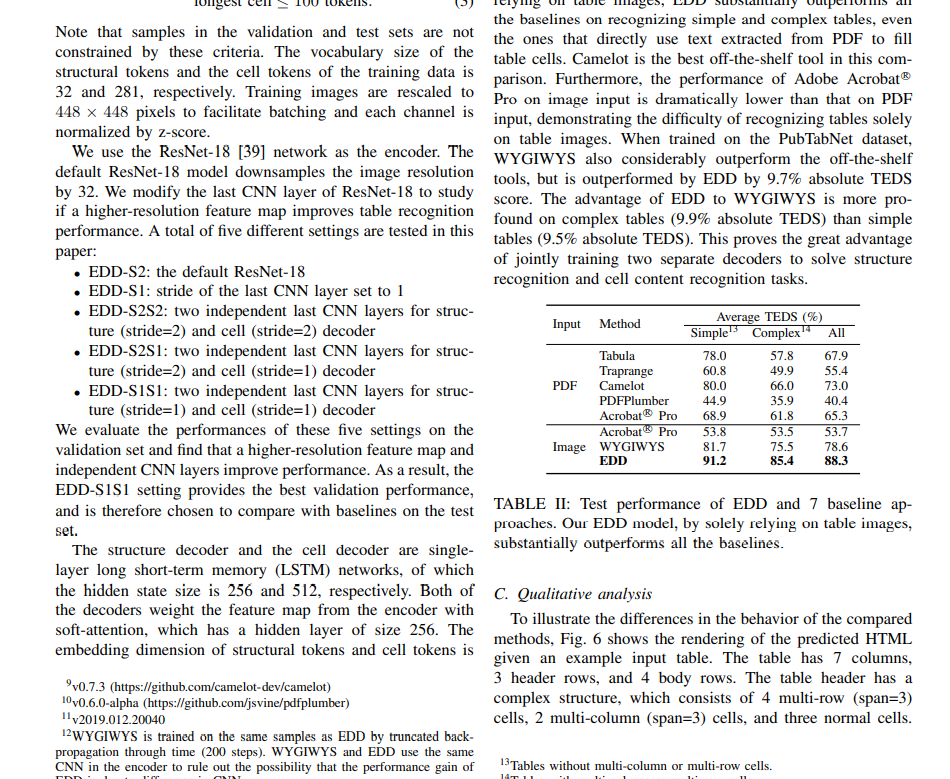 longest cell ≤ 100 tokens. (3)
Note that samples in the validation and test sets are not
constrained by these criteria. The vocabulary size of the
structural tokens and the cell tokens of the training data is
32 and 281, respectively. Training images are rescaled to
448 × 448 pixels to facilitate batching and each channel is
normalized by z-score.
We use the ResNet-18 [39] network as the encoder. The
default ResNet-18 model downsamples the image resolution
by 32. We modify the last CNN layer of ResNet-18 to study
if a higher-resolution feature map improves table recognition
performance. A total of five different settings are tested in this
paper:
• EDD-S2: the default ResNet-18
• EDD-S1: stride of the last CNN layer set to 1
• EDD-S2S2: two independent last CNN layers for struc-
ture (stride=2) and cell (stride=2) decoder
• EDD-S2S1: two independent last CNN layers for struc-
ture (stride=2) and cell (stride=1) decoder
• EDD-S1S1: two independent last CNN layers for struc-
ture (stride=1) and cell (stride=1) decoder
We evaluate the performances of these five settings on the
validation set and find that a higher-resolution feature map and
independent CNN layers improve performance. As a result, the
EDD-S1S1 setting provides the best validation performance,
and is therefore chosen to compare with baselines on the test
set.
The structure decoder and the cell decoder are single-
layer long short-term memory (LSTM) networks, of which
the hidden state size is 256 and 512, respectively. Both of
the decoders weight the feature map from the encoder with
soft-attention, which has a hidden layer of size 256. The
embedding dimension of structural tokens and cell tokens is
9v0.7.3 (https://github.com/camelot-dev/camelot)
10v0.6.0-alpha (https://github.com/jsvine/pdfplumber)
11v2019.012.20040
12WYGIWYS is trained on the same samples as EDD by truncated back-
propagation through time (200 steps). WYGIWYS and EDD use the same
CNN in the encoder to rule out the possibility that the performance gain of
relying on table images, EDD substantially outperforms all
the baselines on recognizing simple and complex tables, even
the ones that directly use text extracted from PDF to fill
table cells. Camelot is the best off-the-shelf tool in this com-
parison. Furthermore, the performance of Adobe Acrobat®
Pro on image input is dramatically lower than that on PDF
input, demonstrating the difficulty of recognizing tables solely
on table images. When trained on the PubTabNet dataset,
WYGIWYS also considerably outperform the off-the-shelf
tools, but is outperformed by EDD by 9.7% absolute TEDS
score. The advantage of EDD to WYGIWYS is more pro-
found on complex tables (9.9% absolute TEDS) than simple
tables (9.5% absolute TEDS). This proves the great advantage
of jointly training two separate decoders to solve structure
recognition and cell content recognition tasks.
Input Method Average TEDS (%)
Simple13 Complex14 All
Tabula 78.0 57.8 67.9
Traprange 60.8 49.9 55.4
PDF Camelot 80.0 66.0 73.0
PDFPlumber 44.9 35.9 40.4
Acrobat® Pro 68.9 61.8 65.3
Acrobat® Pro 53.8 53.5 53.7
Image WYGIWYS 81.7 75.5 78.6
EDD 91.2 85.4 88.3
TABLE II: Test performance of EDD and 7 baseline ap-
proaches. Our EDD model, by solely relying on table images,
substantially outperforms all the baselines.
C. Qualitative analysis
To illustrate the differences in the behavior of the compared
methods, Fig. 6 shows the rendering of the predicted HTML
given an example input table. The table has 7 columns,
3 header rows, and 4 body rows. The table header has a
complex structure, which consists of 4 multi-row (span=3)
cells, 2 multi-column (span=3) cells, and three normal cells.
13Tables without multi-column or multi-row cells.